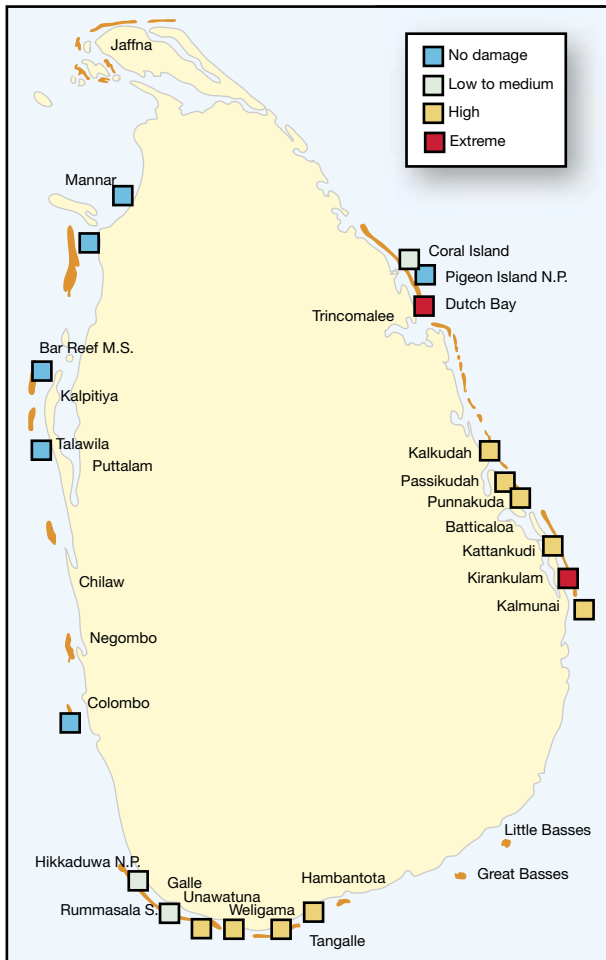 Jaffna
No damage
Low to medium
High
Extreme
Mannar
Coral Island
Pigeon Island N.P.
Dutch Bay
Trincomalee
Bar Reef M.S.
Kalpitiya
Talawila
Puttalam
Kalkudah
Passikudah
Punnakuda
Batticaloa
Kattankudi
Kirankulam
Kalmunai
Chilaw
Negombo
Colombo
Little Basses
Great Basses
Hikkaduwa N.P.
Galle
Hambantota
Unawatuna
Rummasala S.
Weligama
Tangalle